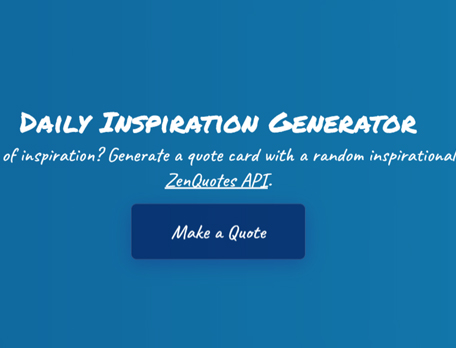 Daily Inspiration Generator
of inspiration? Generate a quote card with a random inspirational
ZenQuotes API.
Make a Quote